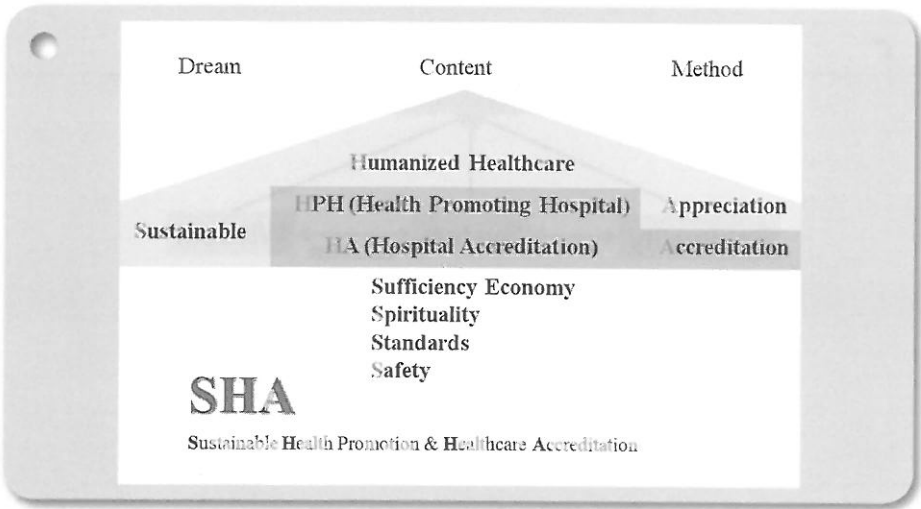 Dream Content Method
Humanized Healthcare
HPH (Health Promoting Hospital) Appreciation
Sustainable
HA (Hospital Accreditation) Accreditation
Sufficiency Economy
Spirituality
Standards
Safety
SHA
Sustainable Health Promotion & Healthcare Accreditation